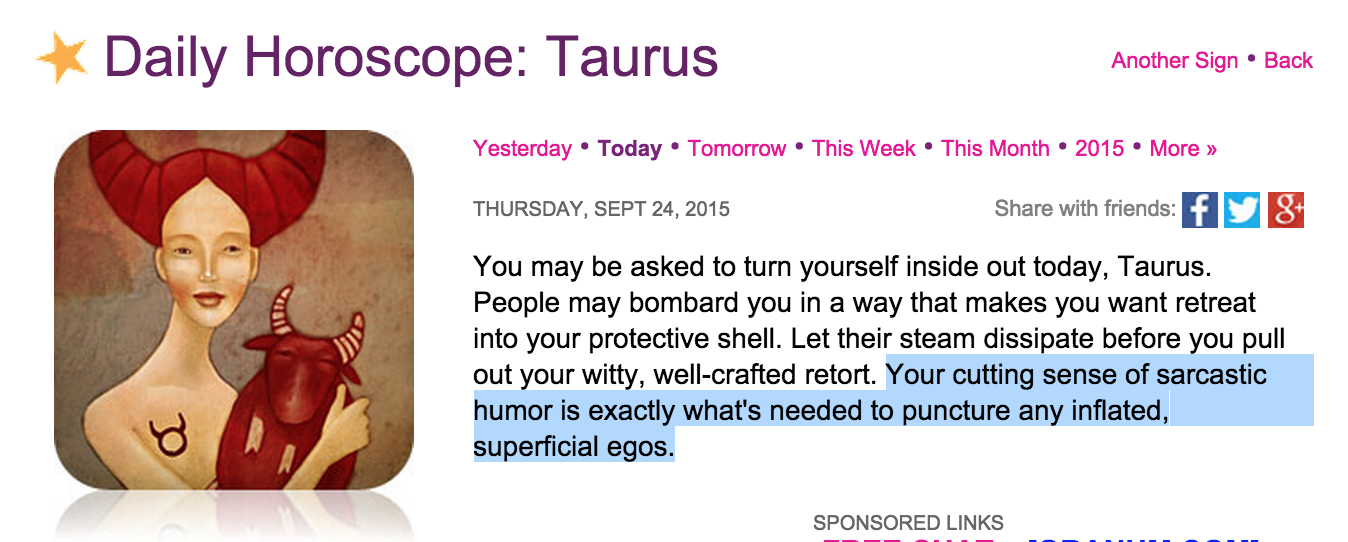 Daily Horoscope: Taurus
Another Sign • Back
Yesterday • Today • Tomorrow • This Week • This Month • 2015 • More »
THURSDAY, SEPT 24, 2015
Share with friends:
You may be asked to turn yourself inside out today, Taurus.
People may bombard you in a way that makes you want retreat
into your protective shell. Let their steam dissipate before you pull
out your witty, well-crafted retort. Your cutting sense of sarcastic
humor is exactly what's needed to puncture any inflated,
superficial egos.
SPONSORED LINKS